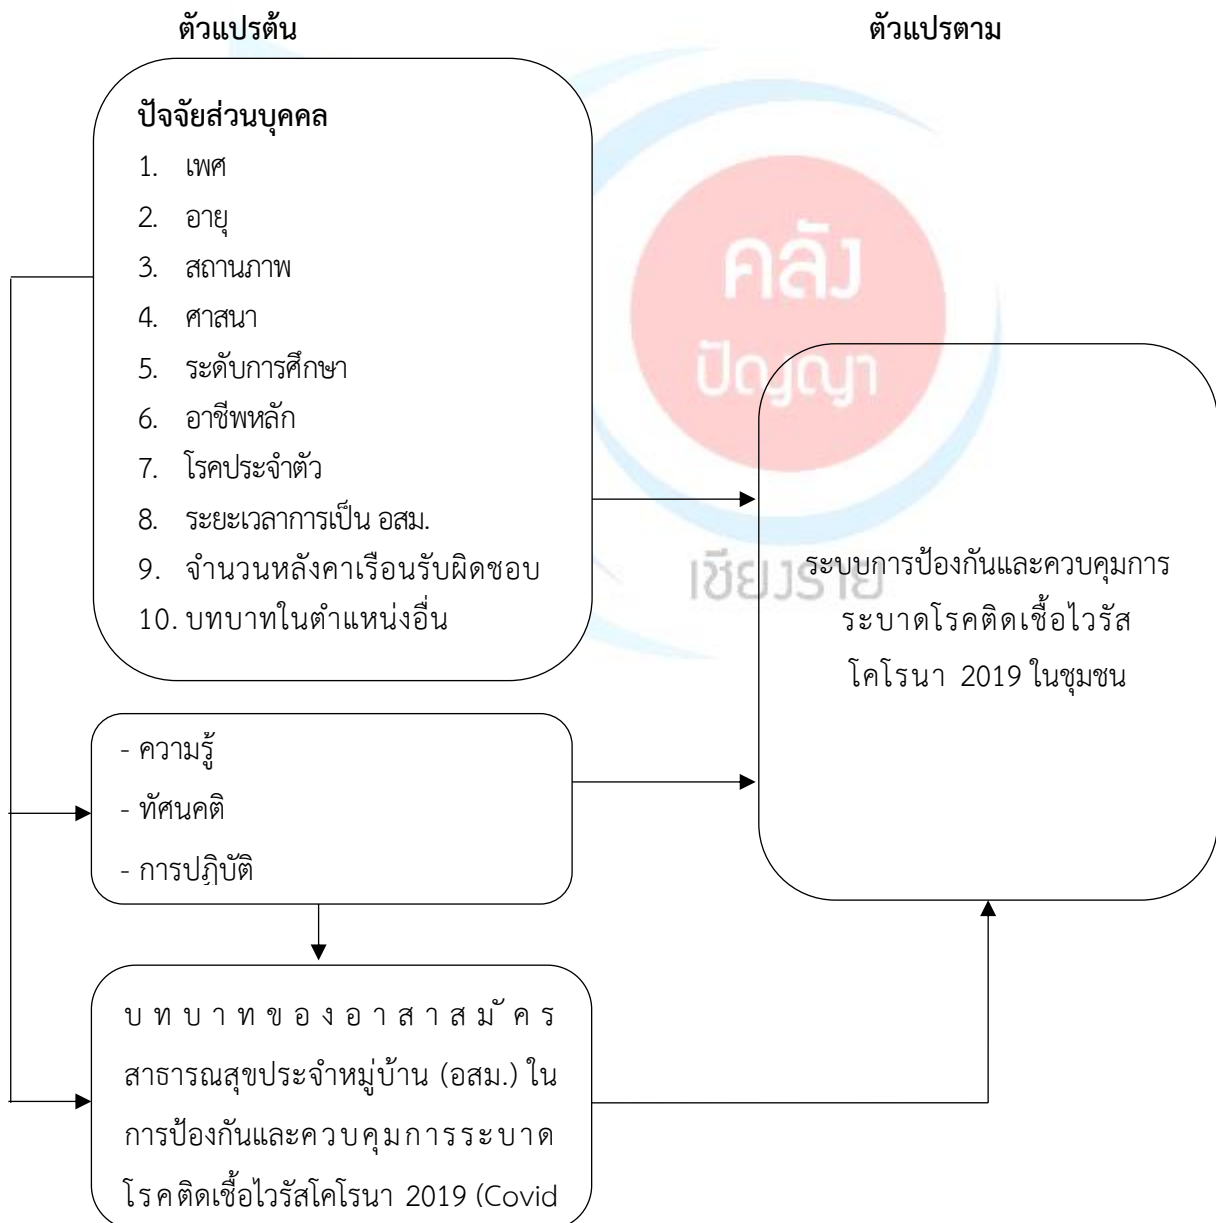 ตัวแปรต้น
ตัวแปรตาม
ปัจจัยส่วนบุคคล
1. เพศ
2. อายุ
3. สถานภาพ
4. ศาสนา
5. ระดับการศึกษา
6. อาชีพหลัก
7. โรคประจำตัว
8. ระยะเวลาการเป็น อสม.
9. จำนวนหลังคาเรือนรับผิดชอบ
10. บทบาทในตำแหน่งอื่น
- ความรู้
- ทัศนคติ
- การปฏิบัติ
บทบาทของอาสาสมัคร
สาธารณสุขประจำหมู่บ้าน (อสม.) ใน
การป้องกันและควบคุมการระบาด
โรคติดเชื้อไวรัสโคโรนา 2019 (Covid
ระบบการป้องกันและควบคุมการ
ระบาดโรคติดเชื้อไวรัส
โคโรนา 2019 ในชุมชน
คลัง
ปัญญา
เชียงราย